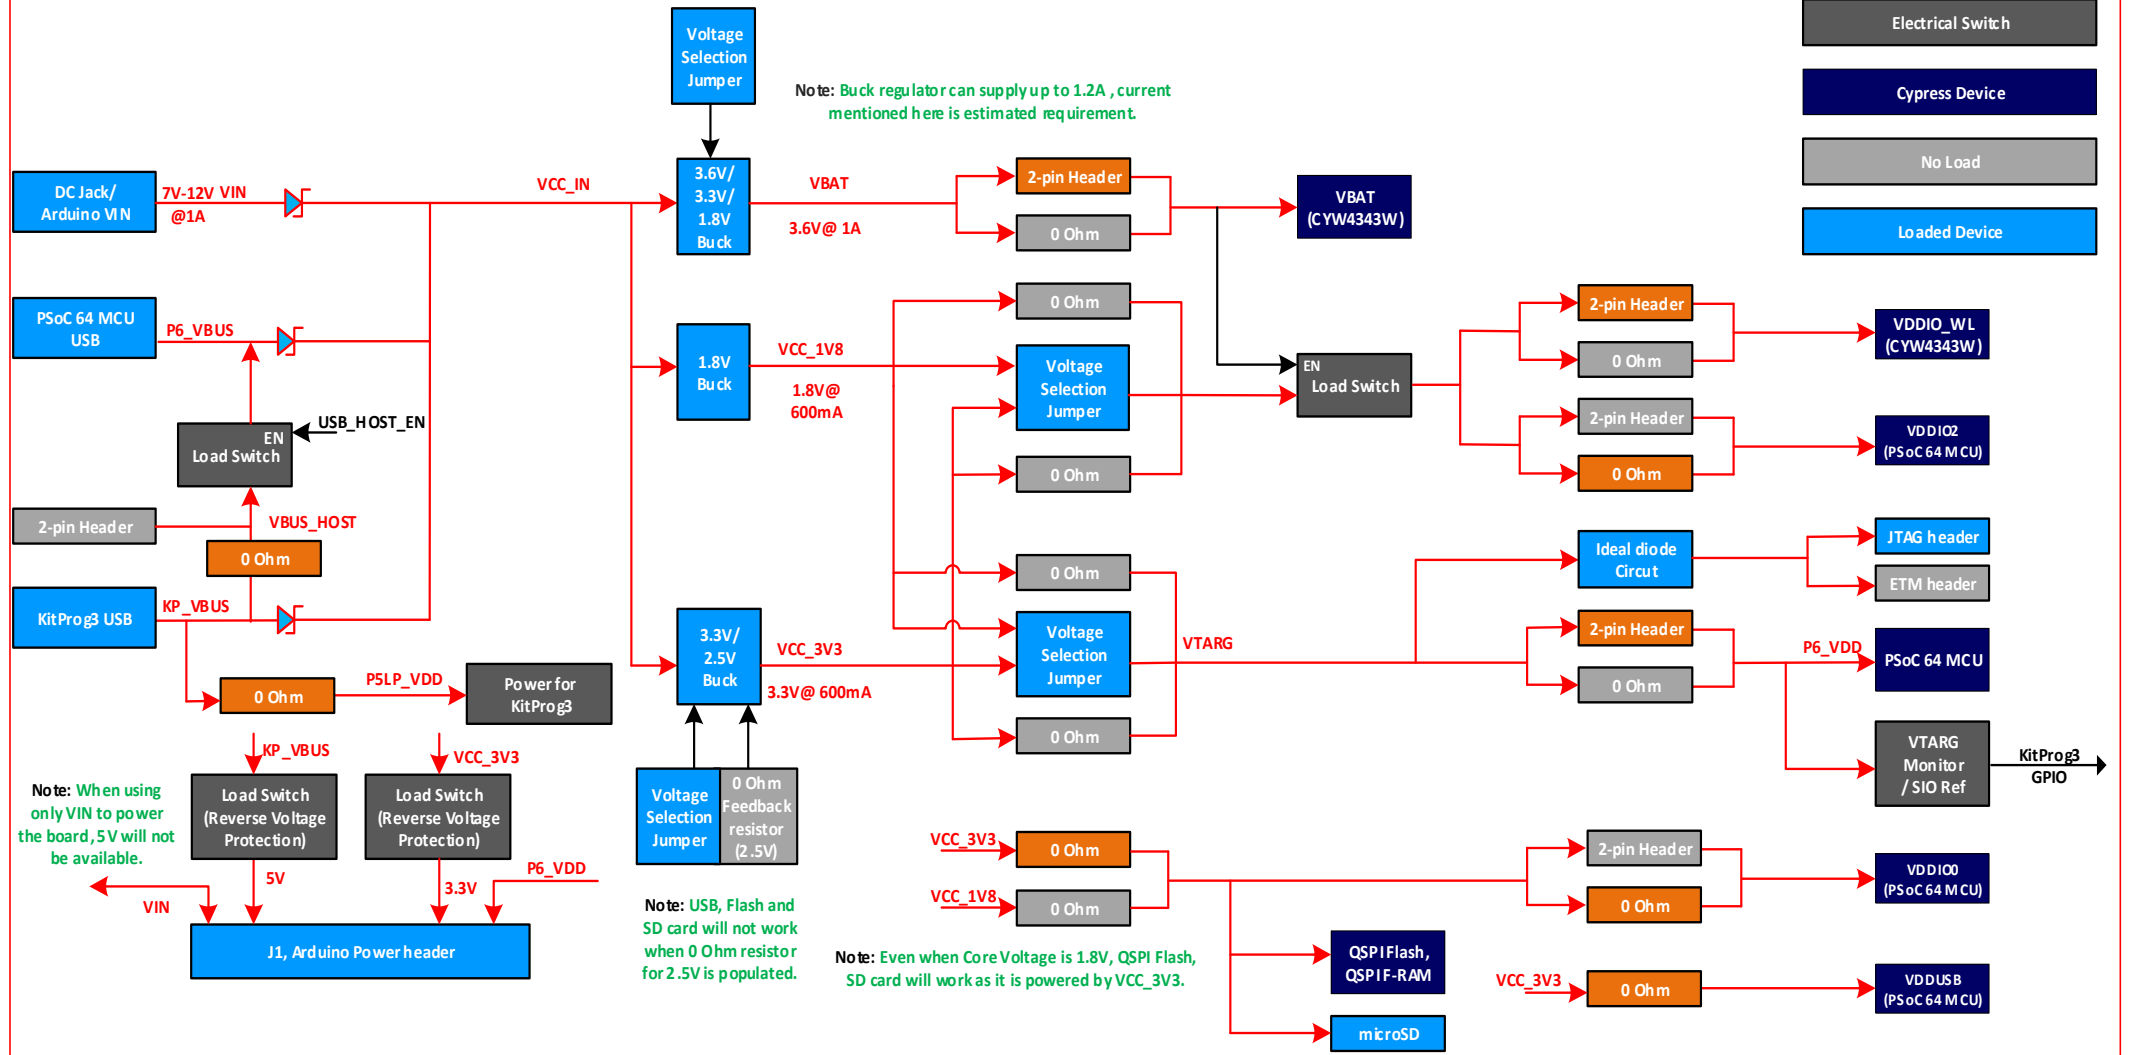 Electrical Switch
Cypress Device
No Load
Loaded Device
Voltage
Selection
Jumper
Note: Buck regulator can supply up to 1.2A , current
mentioned here is estimated requirement.
DC Jack/
Arduino VIN
7V-12V VIN
@1A
VCC_IN
3.6V/
3.3V/
1.8V
Buck
VBAT
3.6V@ 1A
2-pin Header
0 Ohm
VBAT
(CYW4343W)
PSoC 64 MCU
USB
P6_VBUS
1.8V
Buck
VCC_1V8
1.8V@
600mA
0 Ohm
Voltage
Selection
Jumper
0 Ohm
EN
Load Switch
2-pin Header
0 Ohm
VDDIO_WL
(CYW4343W)
2-pin Header
0 Ohm
VDDIO2
(PSoC 64 MCU)
USB_HOST_EN
EN
Load Switch
2-pin Header
VBUS_HOST
0 Ohm
KitProg3 USB
KP_VBUS
0 Ohm
P5LP_VDD
Power for
KitProg3
3.3V/
2.5V
Buck
VCC_3V3
3.3V@ 600mA
0 Ohm
Voltage
Selection
Jumper
0 Ohm
VTARG
Ideal diode
Circut
JTAG header
ETM header
2-pin Header
0 Ohm
P6_VDD
PSoC 64 MCU
VTARG
Monitor
/ SIO Ref
KitProg3
GPIO
KP_VBUS
VCC_3V3
Load Switch
(Reverse Voltage
Protection)
Load Switch
(Reverse Voltage
Protection)
Note: When using
only VIN to power
the board, 5V will not
be available.
VIN
5V
3.3V
P6_VDD
J1, Arduino Power header
Voltage
Selection
Jumper
0 Ohm
Feedback
resistor
(2.5V)
Note: USB, Flash and
SD card will not work
when 0 Ohm resistor
for 2.5V is populated.
VCC_3V3
0 Ohm
VCC_1V8
0 Ohm
Note: Even when Core Voltage is 1.8V, QSPI Flash,
SD card will work as it is powered by VCC_3V3.
QSPI Flash,
QSPI F-RAM
microSD
2-pin Header
0 Ohm
VDDIO0
(PSoC 64 MCU)
VCC_3V3
0 Ohm
VDDUSB
(PSoC 64 MCU)